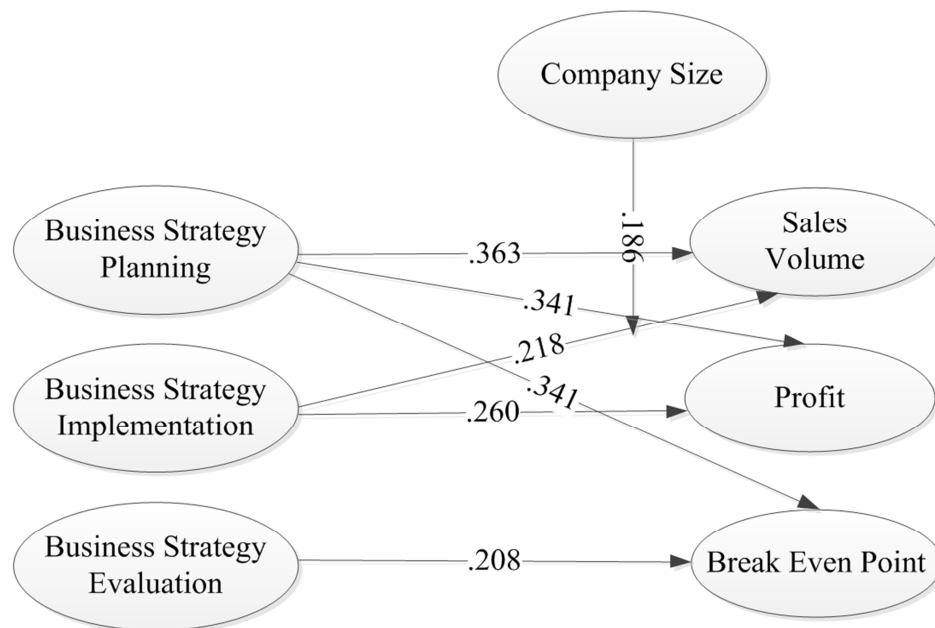 Company Size
Business Strategy
Planning
Sales
Volume
.363
.186
.341
.218
Business Strategy
Implementation
.341
.260
Profit
Business Strategy
Evaluation
.208
Break Even Point